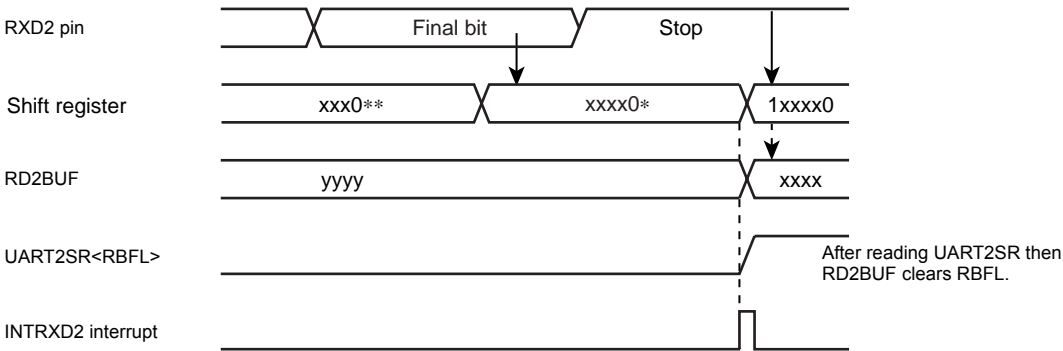 RXD2 pin
Final bit
Stop
Shift register
xxx0**
xxxx0*
1xxxx0
RD2BUF
yyyy
xxxx
UART2SR<RBFL>
After reading UART2SR then
RD2BUF clears RBFL.
INTRXD2 interrupt